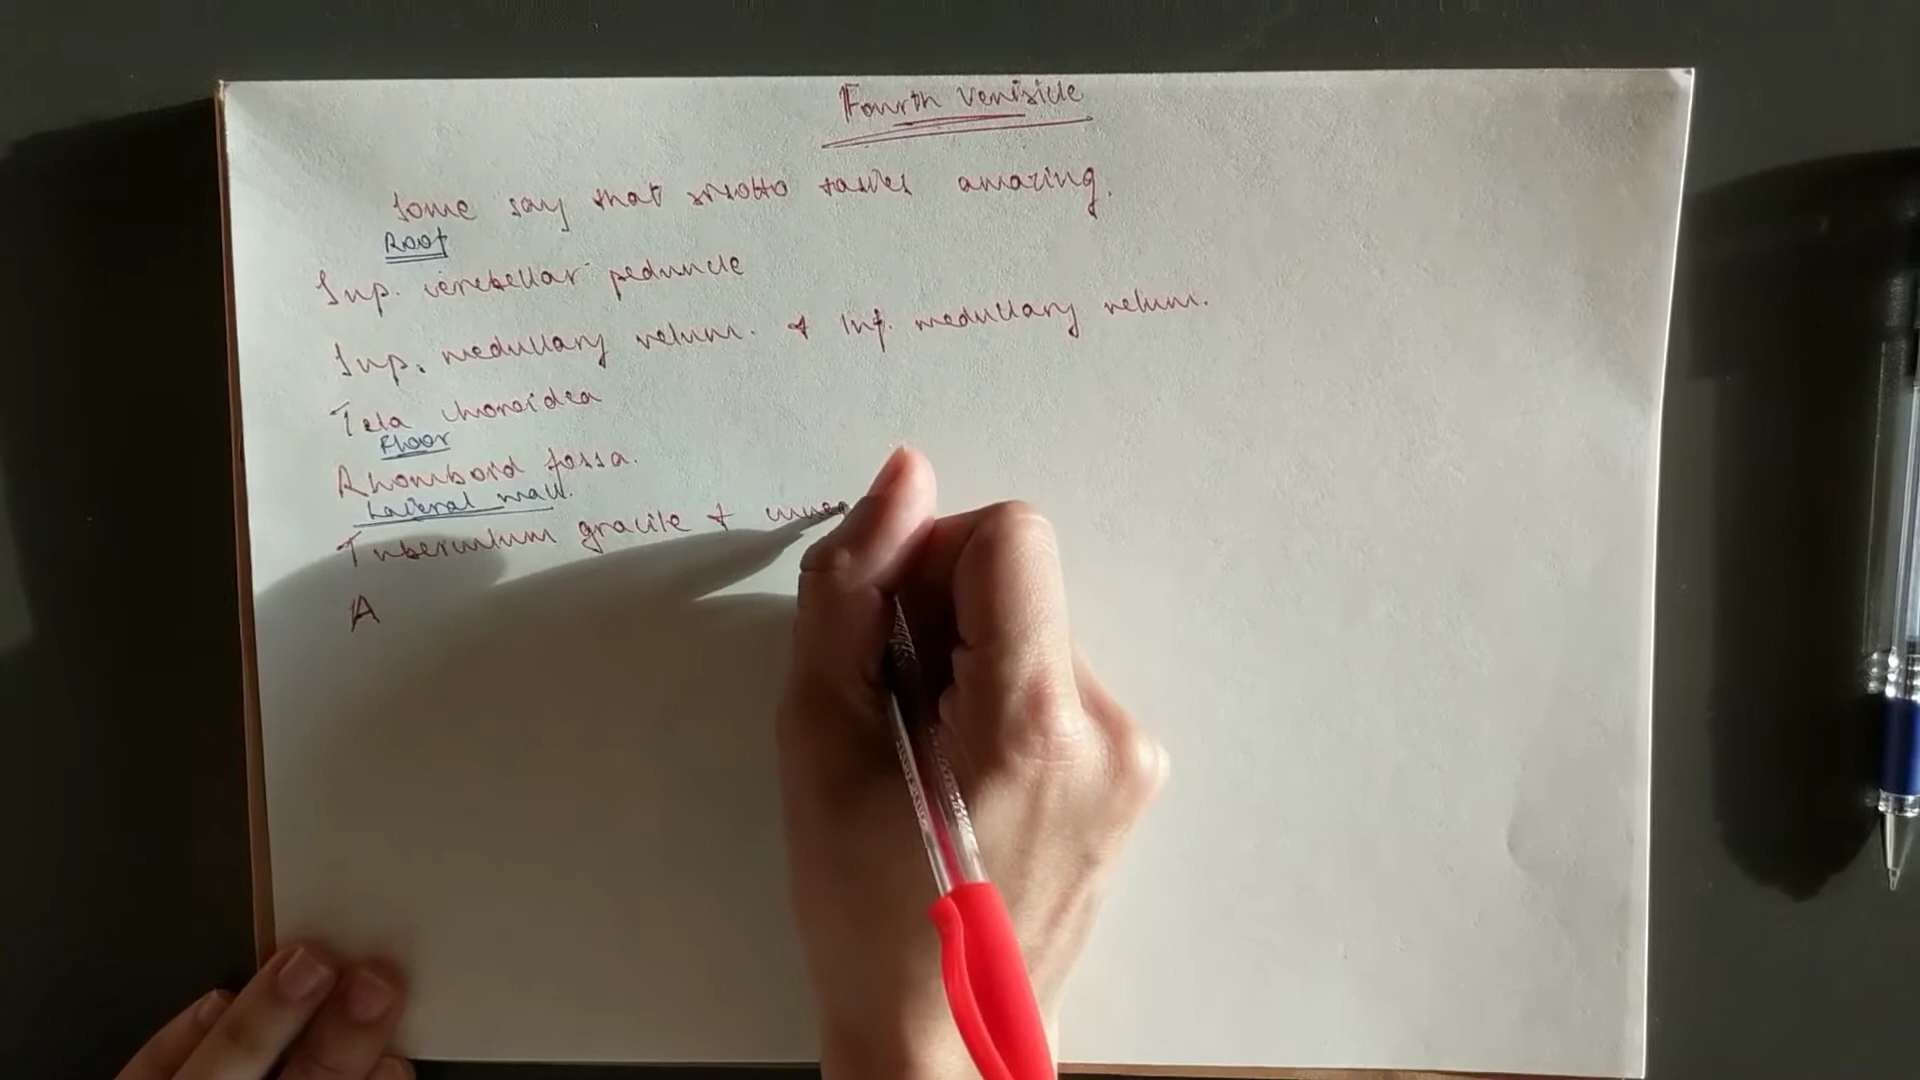 Fourth Ventricle
Some say that risotto tastes amazing.
Roof
Sup. cerebellar peduncle
Sup. medullary velum. & Inf. medullary velum.
Tela choroidea
Floor
Rhomboid fossa.
Lateral wall.
Tuberculum gracile &
A